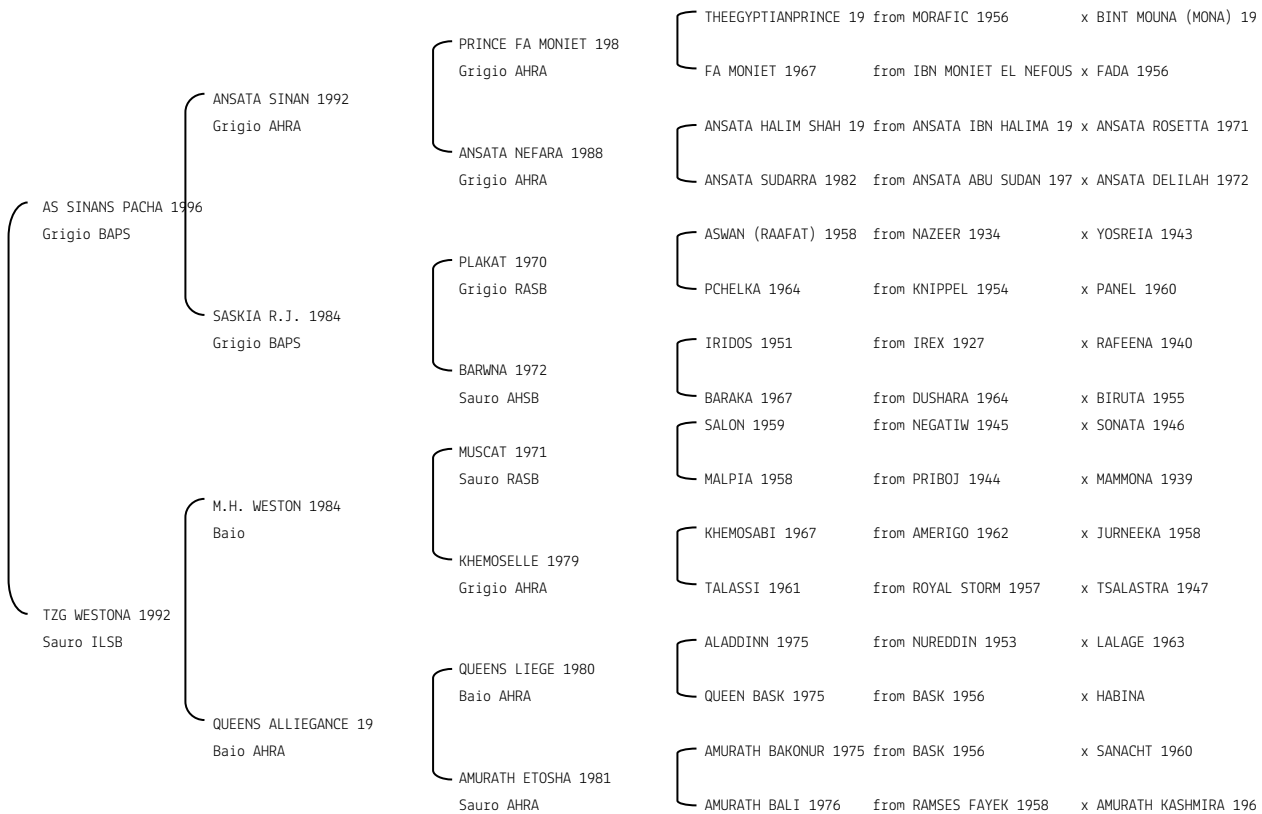 THEEGYPTIANPRINCE 19 from MORAFIC 1956 x BINT MOUNA (MONA) 19
PRINCE FA MONIET 198
Grigio AHRA
FA MONIET 1967 from IBN MONIET EL NEFOUS x FADA 1956
ANSATA SINAN 1992
Grigio AHRA
ANSATA HALIM SHAH 19 from ANSATA IBN HALIMA 19 x ANSATA ROSETTA 1971
ANSATA NEFARA 1988
Grigio AHRA
ANSATA SUDARRA 1982 from ANSATA ABU SUDAN 197 x ANSATA DELILAH 1972
AS SINANS PACHA 1996
Grigio BAPS
ASWAN (RAAFAT) 1958 from NAZEER 1934 x YOSREIA 1943
PLAKAT 1970
Grigio RASB
PCHELKA 1964 from KNIPPEL 1954 x PANEL 1960
SASKIA R.J. 1984
Grigio BAPS
IRIDOS 1951 from IREX 1927 x RAFEENA 1940
BARWNA 1972
Sauro AHSB
BARAKA 1967 from DUSHARA 1964 x BIRUTA 1955
SALON 1959 from NEGATIW 1945 x SONATA 1946
MUSCAT 1971
Sauro RASB
MALPIA 1958 from PRIBOJ 1944 x MAMMONA 1939
M.H. WESTON 1984
Baio
KHEMOSABI 1967 from AMERIGO 1962 x JURNEEKA 1958
KHEMOSELLE 1979
Grigio AHRA
TALASSI 1961 from ROYAL STORM 1957 x TSALASTRA 1947
TZG WESTONA 1992
Sauro ILSB
ALADDINN 1975 from NUREDDIN 1953 x LALAGE 1963
QUEENS LIEGE 1980
Baio AHRA
QUEEN BASK 1975 from BASK 1956 x HABINA
QUEENS ALLIEGANCE 19
Baio AHRA
AMURATH BAKONUR 1975 from BASK 1956 x SANACHT 1960
AMURATH ETOSHA 1981
Sauro AHRA
AMURATH BALI 1976 from RAMSES FAYEK 1958 x AMURATH KASHMIRA 196